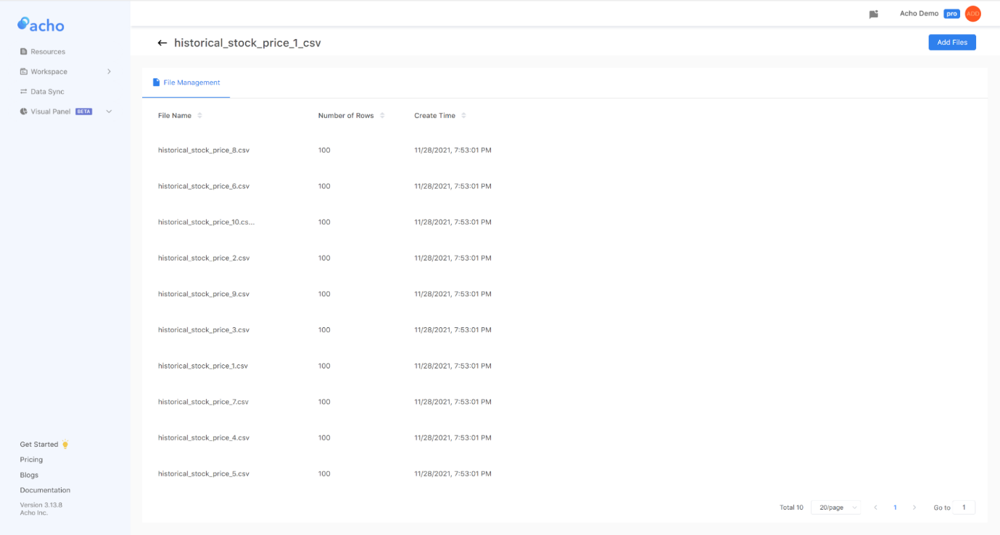 acho
Resources
Workspace
Data Sync
Visual Panel BETA
Get Started
Pricing
Blogs
Documentation
Version 3.13.8
Acho Inc.
Acho Demo pro ADD
historical_stock_price_1_csv
Add Files
File Management
File Name Number of Rows Create Time
historical_stock_price_8.csv 100 11/28/2021, 7:53:01 PM
historical_stock_price_6.csv 100 11/28/2021, 7:53:01 PM
historical_stock_price_10.cs... 100 11/28/2021, 7:53:01 PM
historical_stock_price_2.csv 100 11/28/2021, 7:53:01 PM
historical_stock_price_9.csv 100 11/28/2021, 7:53:01 PM
historical_stock_price_3.csv 100 11/28/2021, 7:53:01 PM
historical_stock_price_1.csv 100 11/28/2021, 7:53:01 PM
historical_stock_price_7.csv 100 11/28/2021, 7:53:01 PM
historical_stock_price_4.csv 100 11/28/2021, 7:53:01 PM
historical_stock_price_5.csv 100 11/28/2021, 7:53:01 PM
Total 10 20/page 1 Go to 1